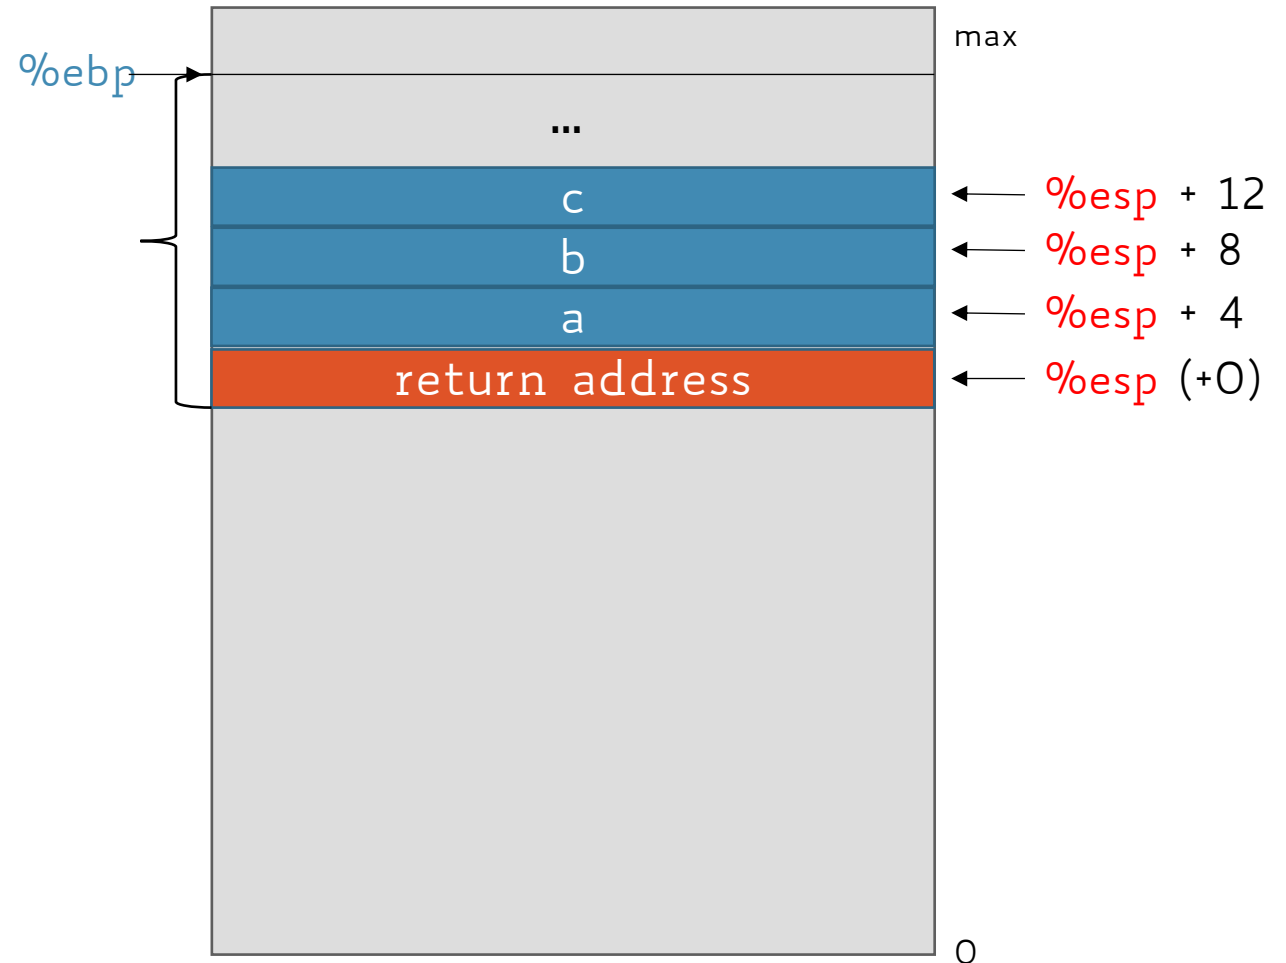 max
%ebp
...
c
%esp + 12
b
%esp + 8
a
%esp + 4
return address
%esp (+0)
0